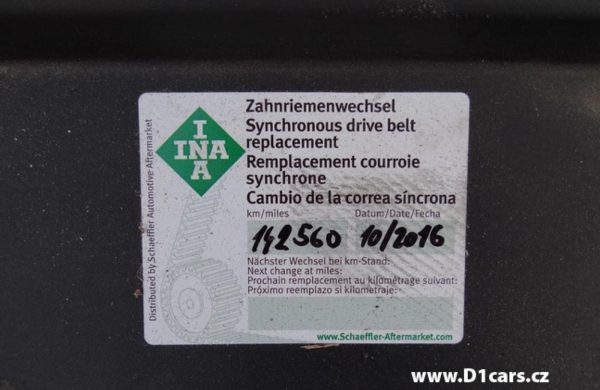 I
INA
A
Distributed by Schaeffler Automotive Aftermarket
Zahnriemenwechsel
Synchronous drive belt
replacement
Remplacement courroie
synchrone
Cambio de la correa síncrona
km/miles Datum/Date/Fecha
142560 10/2016
Nächster Wechsel bei km-Stand:
Next change at miles:
Prochain remplacement au kilométrage suivant:
Próximo reemplazo si kilometraje:
www.Schaeffler-Aftermarket.com
www.D1cars.cz